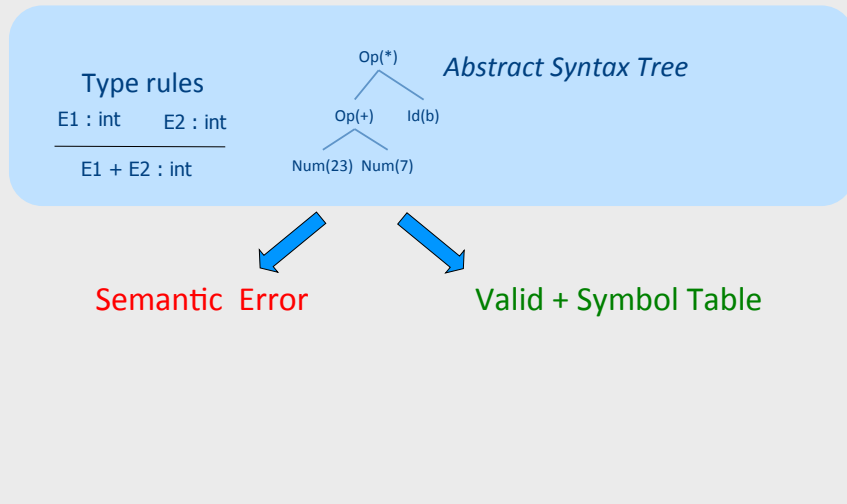 Type rules
E1 : int E2 : int
E1 + E2 : int
Op(*)
Abstract Syntax Tree
Op(+) Id(b)
Num(23) Num(7)
Semantic Error
Valid + Symbol Table